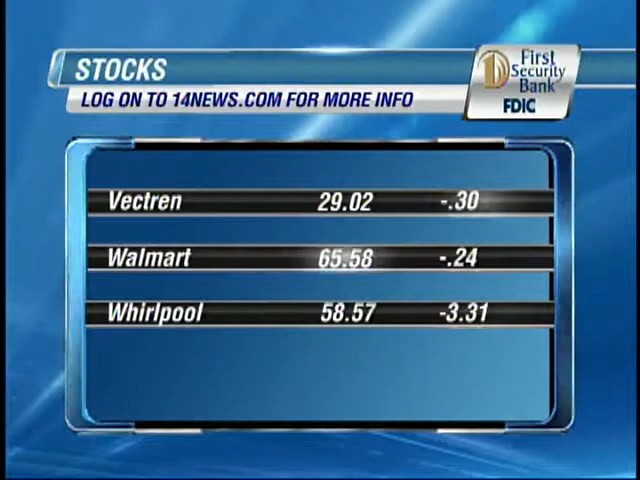 STOCKS
LOG ON TO 14NEWS.COM FOR MORE INFO
1
First
Security
Bank
FDIC
Vectren 29.02 -.30
Walmart 65.58 -.24
Whirlpool 58.57 -3.31